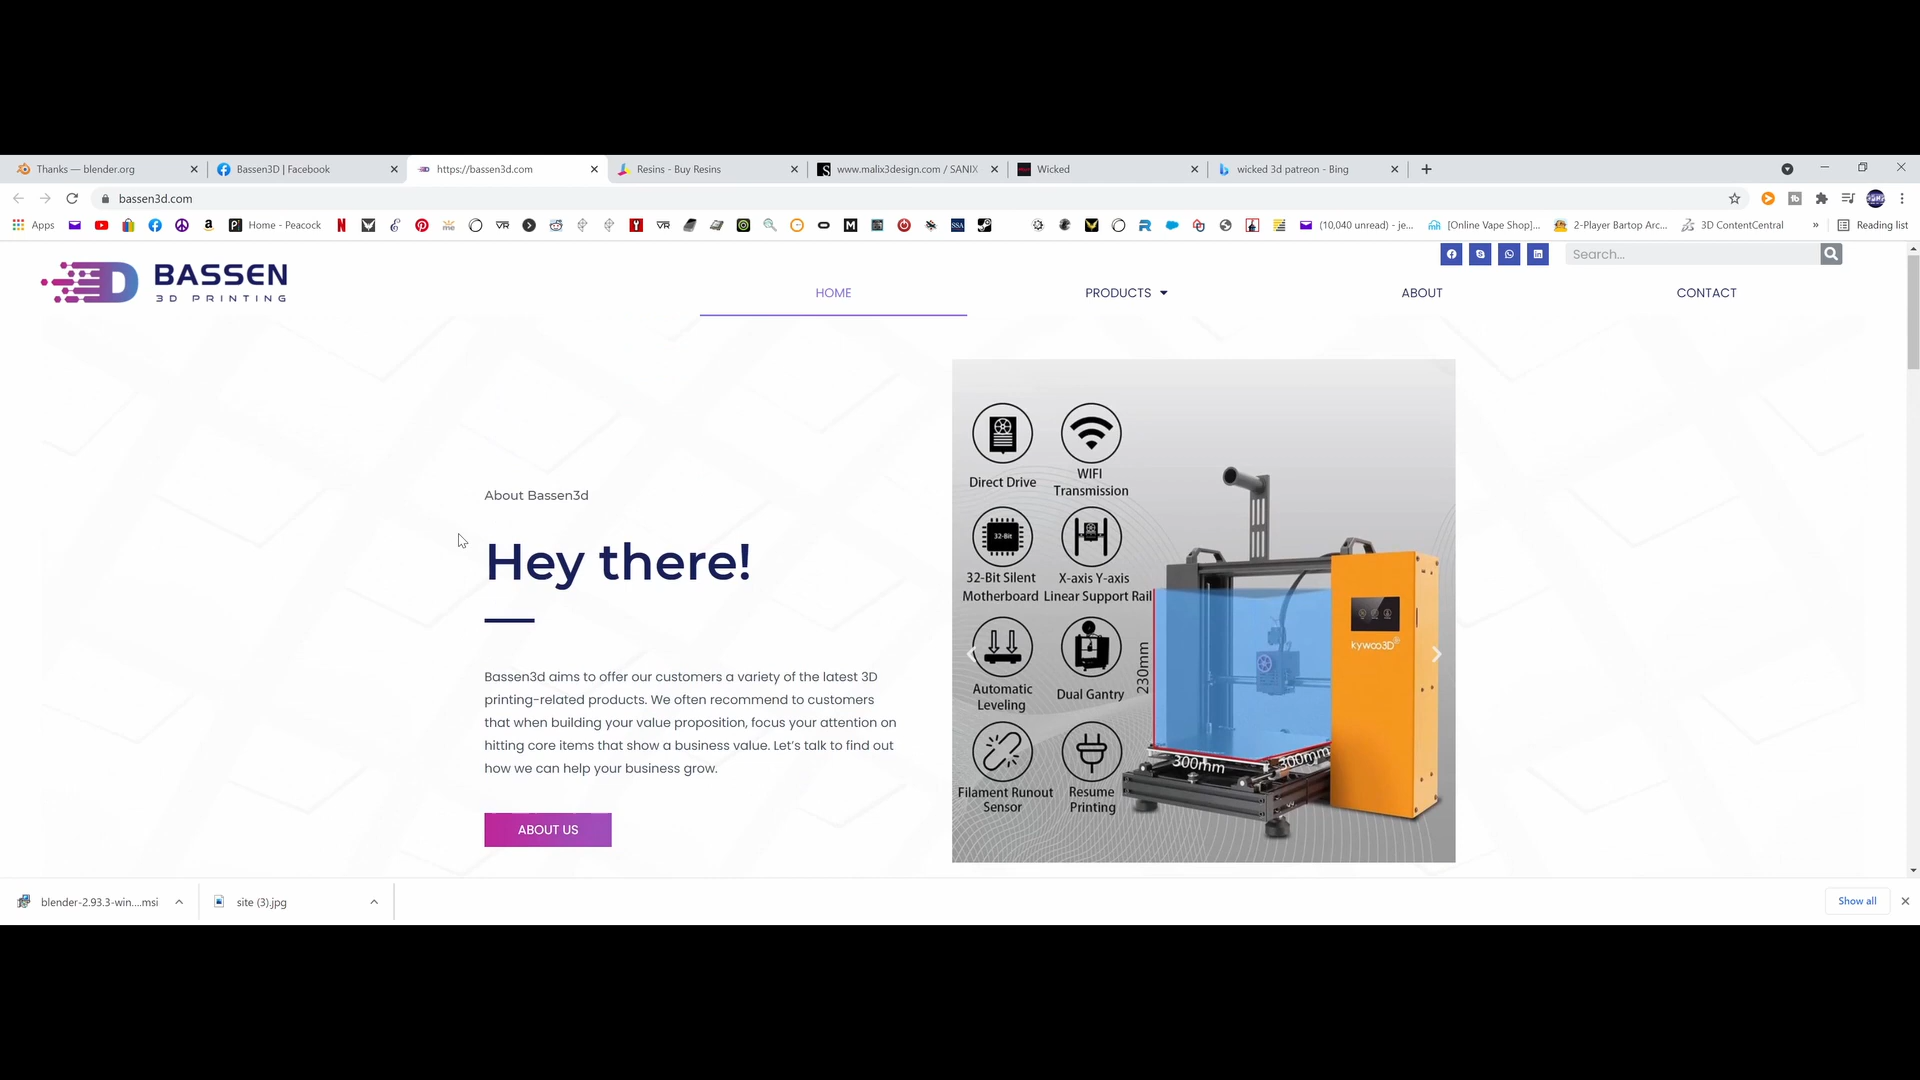 Thanks — blender.org
Bassen3D | Facebook
https://bassen3d.com
Resins - Buy Resins
www.malix3design.com / SANIX
Wicked
wicked 3d patreon - Bing
bassen3d.com
Apps
Home - Peacock
(10,040 unread) - je...
[Online Vape Shop]...
2-Player Bartop Arc...
3D ContentCentral
»
Reading list
BASSEN
3D PRINTING
Search...
HOME
PRODUCTS
ABOUT
CONTACT
About Bassen3d
Hey there!
Bassen3d aims to offer our customers a variety of the latest 3D
printing-related products. We often recommend to customers
that when building your value proposition, focus your attention on
hitting core items that show a business value. Let's talk to find out
how we can help your business grow.
ABOUT US
Direct Drive
WIFI
Transmission
32-Bit
32-Bit Silent
Motherboard
X-axis Y-axis
Linear Support Rail
Automatic
Leveling
Dual Gantry
Filament Runout
Sensor
Resume
Printing
230mm
300mm
300mm
kywoo3D®
blender-2.93.3-win....msi
site (3).jpg
Show all